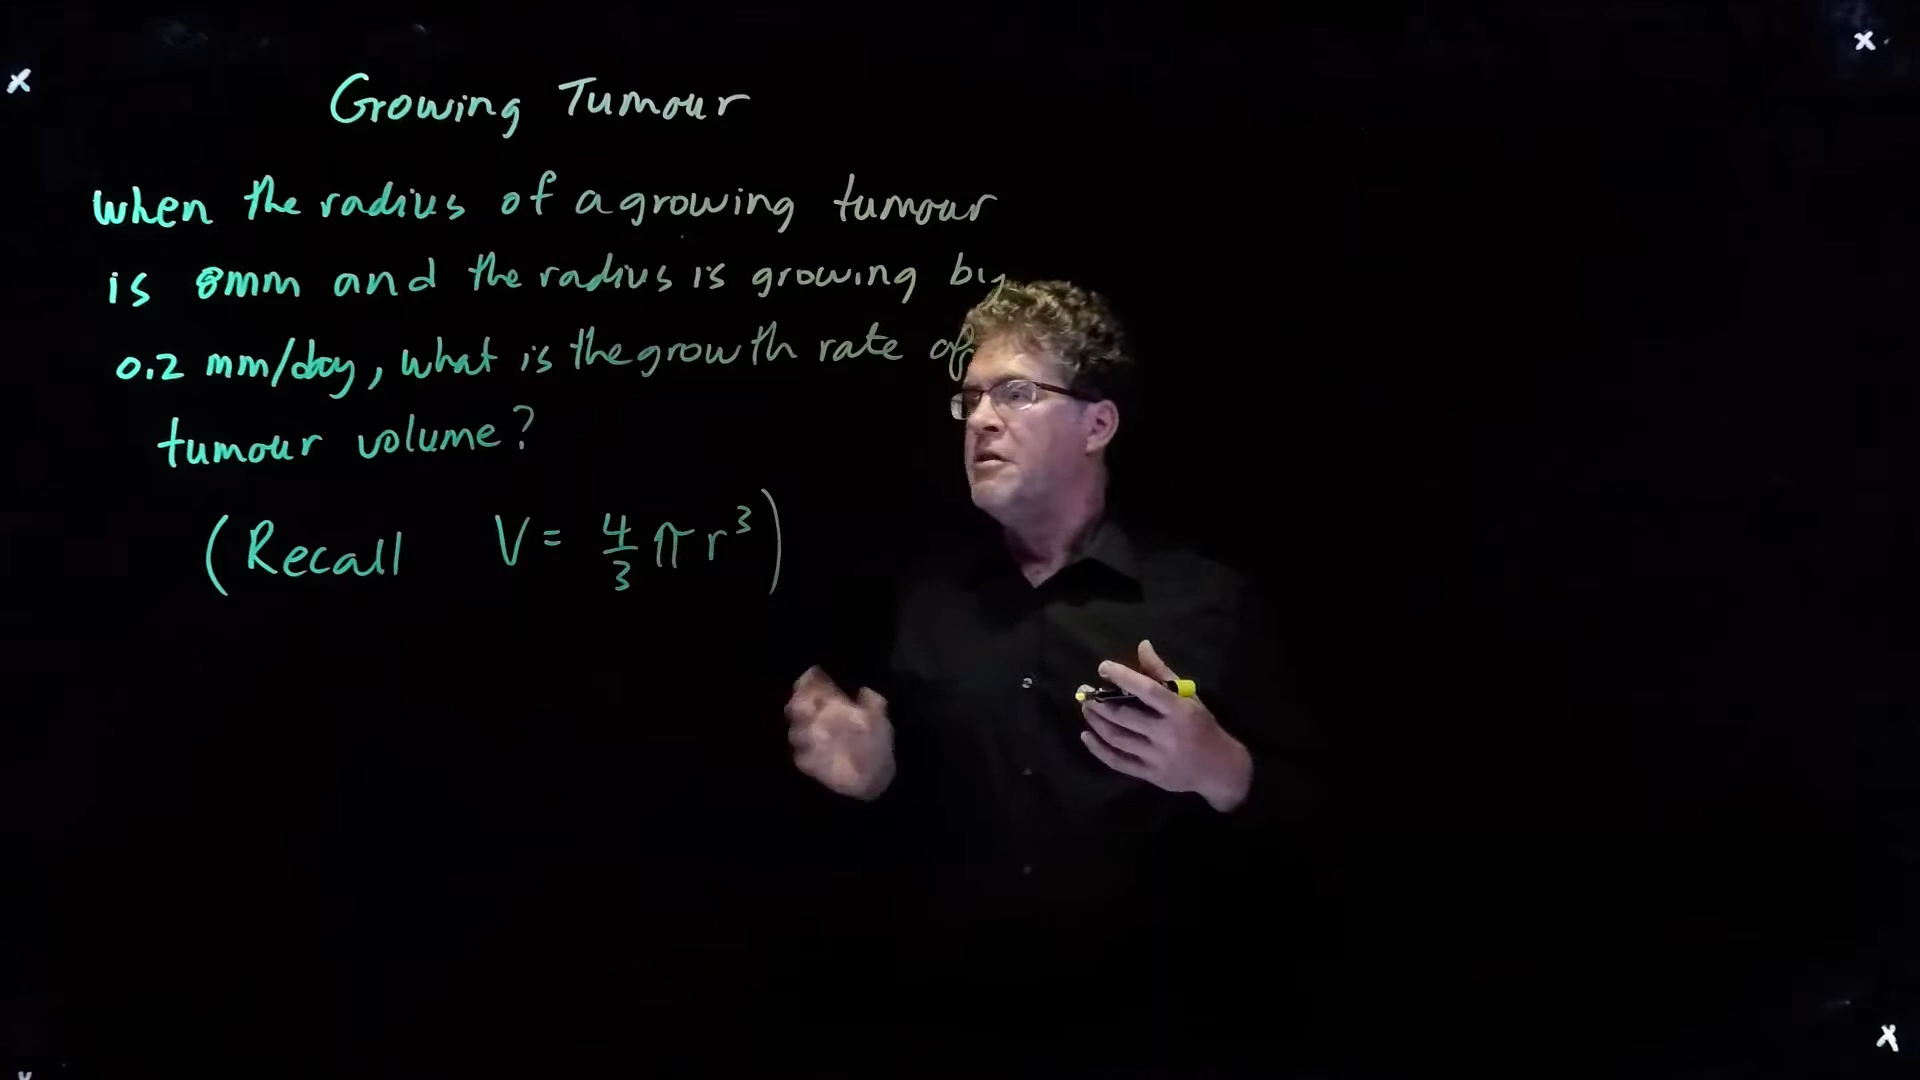 Growing Tumour
when the radius of a growing tumour
is 8mm and the radius is growing by
0.2 mm/day, what is the growth rate of
tumour volume?
(Recall V = 4/3 πr³)